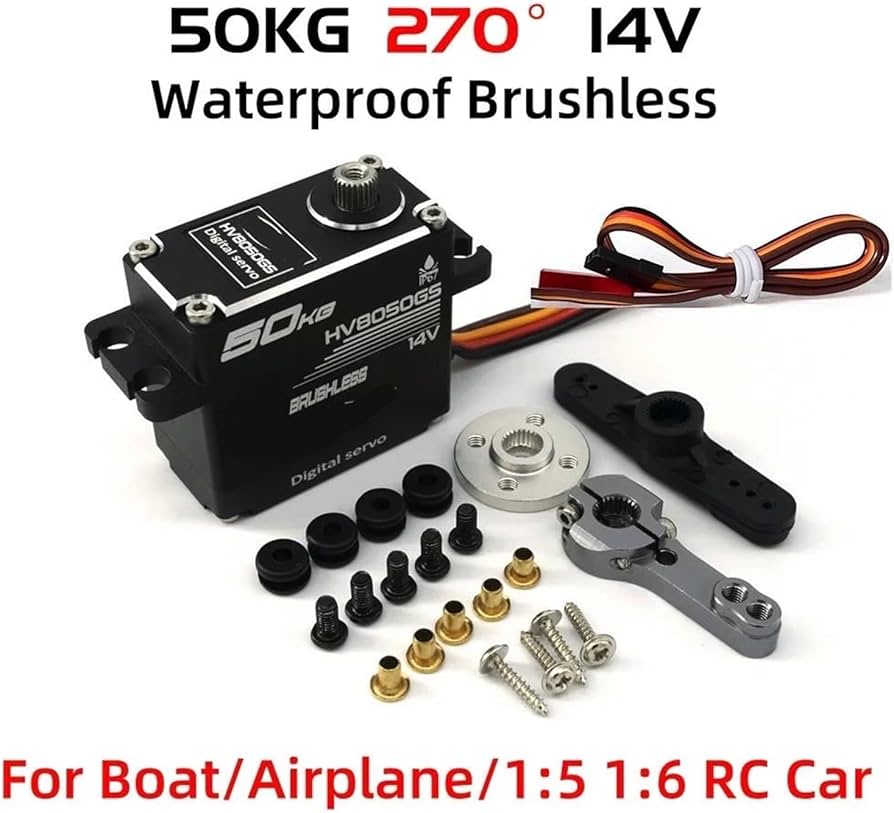 50KG 270° 14V
Waterproof Brushless
HV8050GS
Digital servo
IP67
50KG
HV8050GS
14V
BRUSHLESS
Digital servo
For Boat/Airplane/1:5 1:6 RC Car